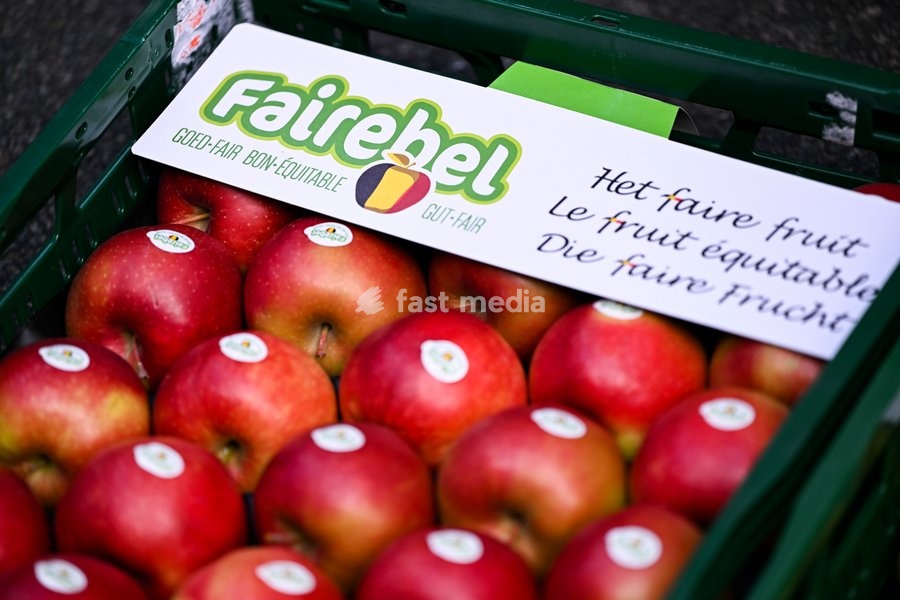 Fairebel
GOED-FAIR BON-ÉQUITABLE
GUT-FAIR
Het faire fruit
Le fruit équitable
Die faire Frucht
fast media